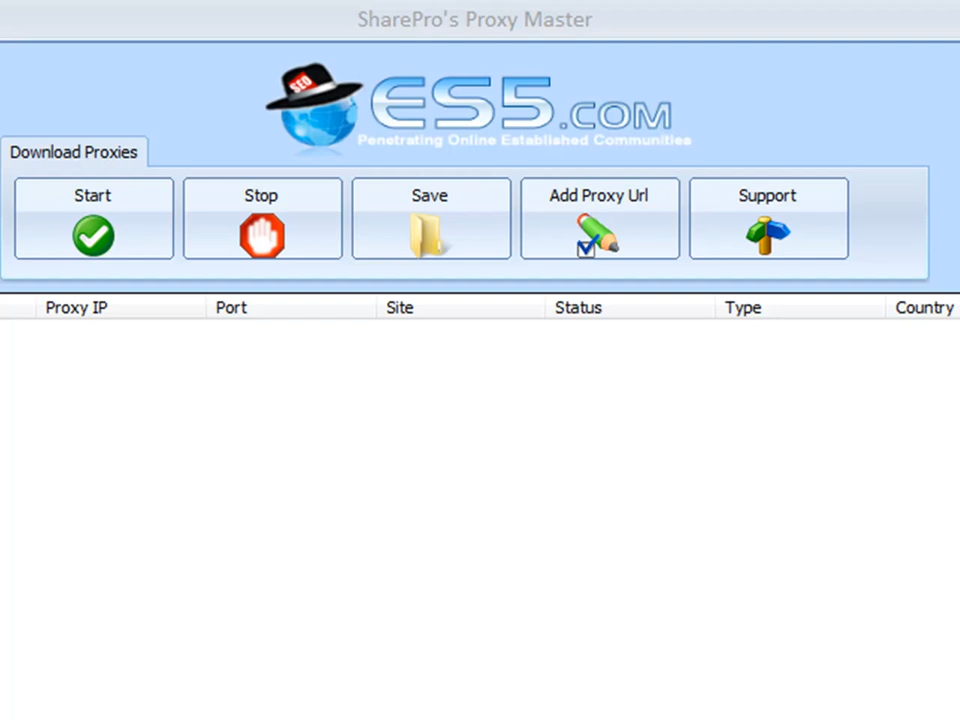 SharePro's Proxy Master
SEO
ES5.COM
Penetrating Online Established Communities
Download Proxies
Start Stop Save Add Proxy Url Support
Proxy IP Port Site Status Type Country